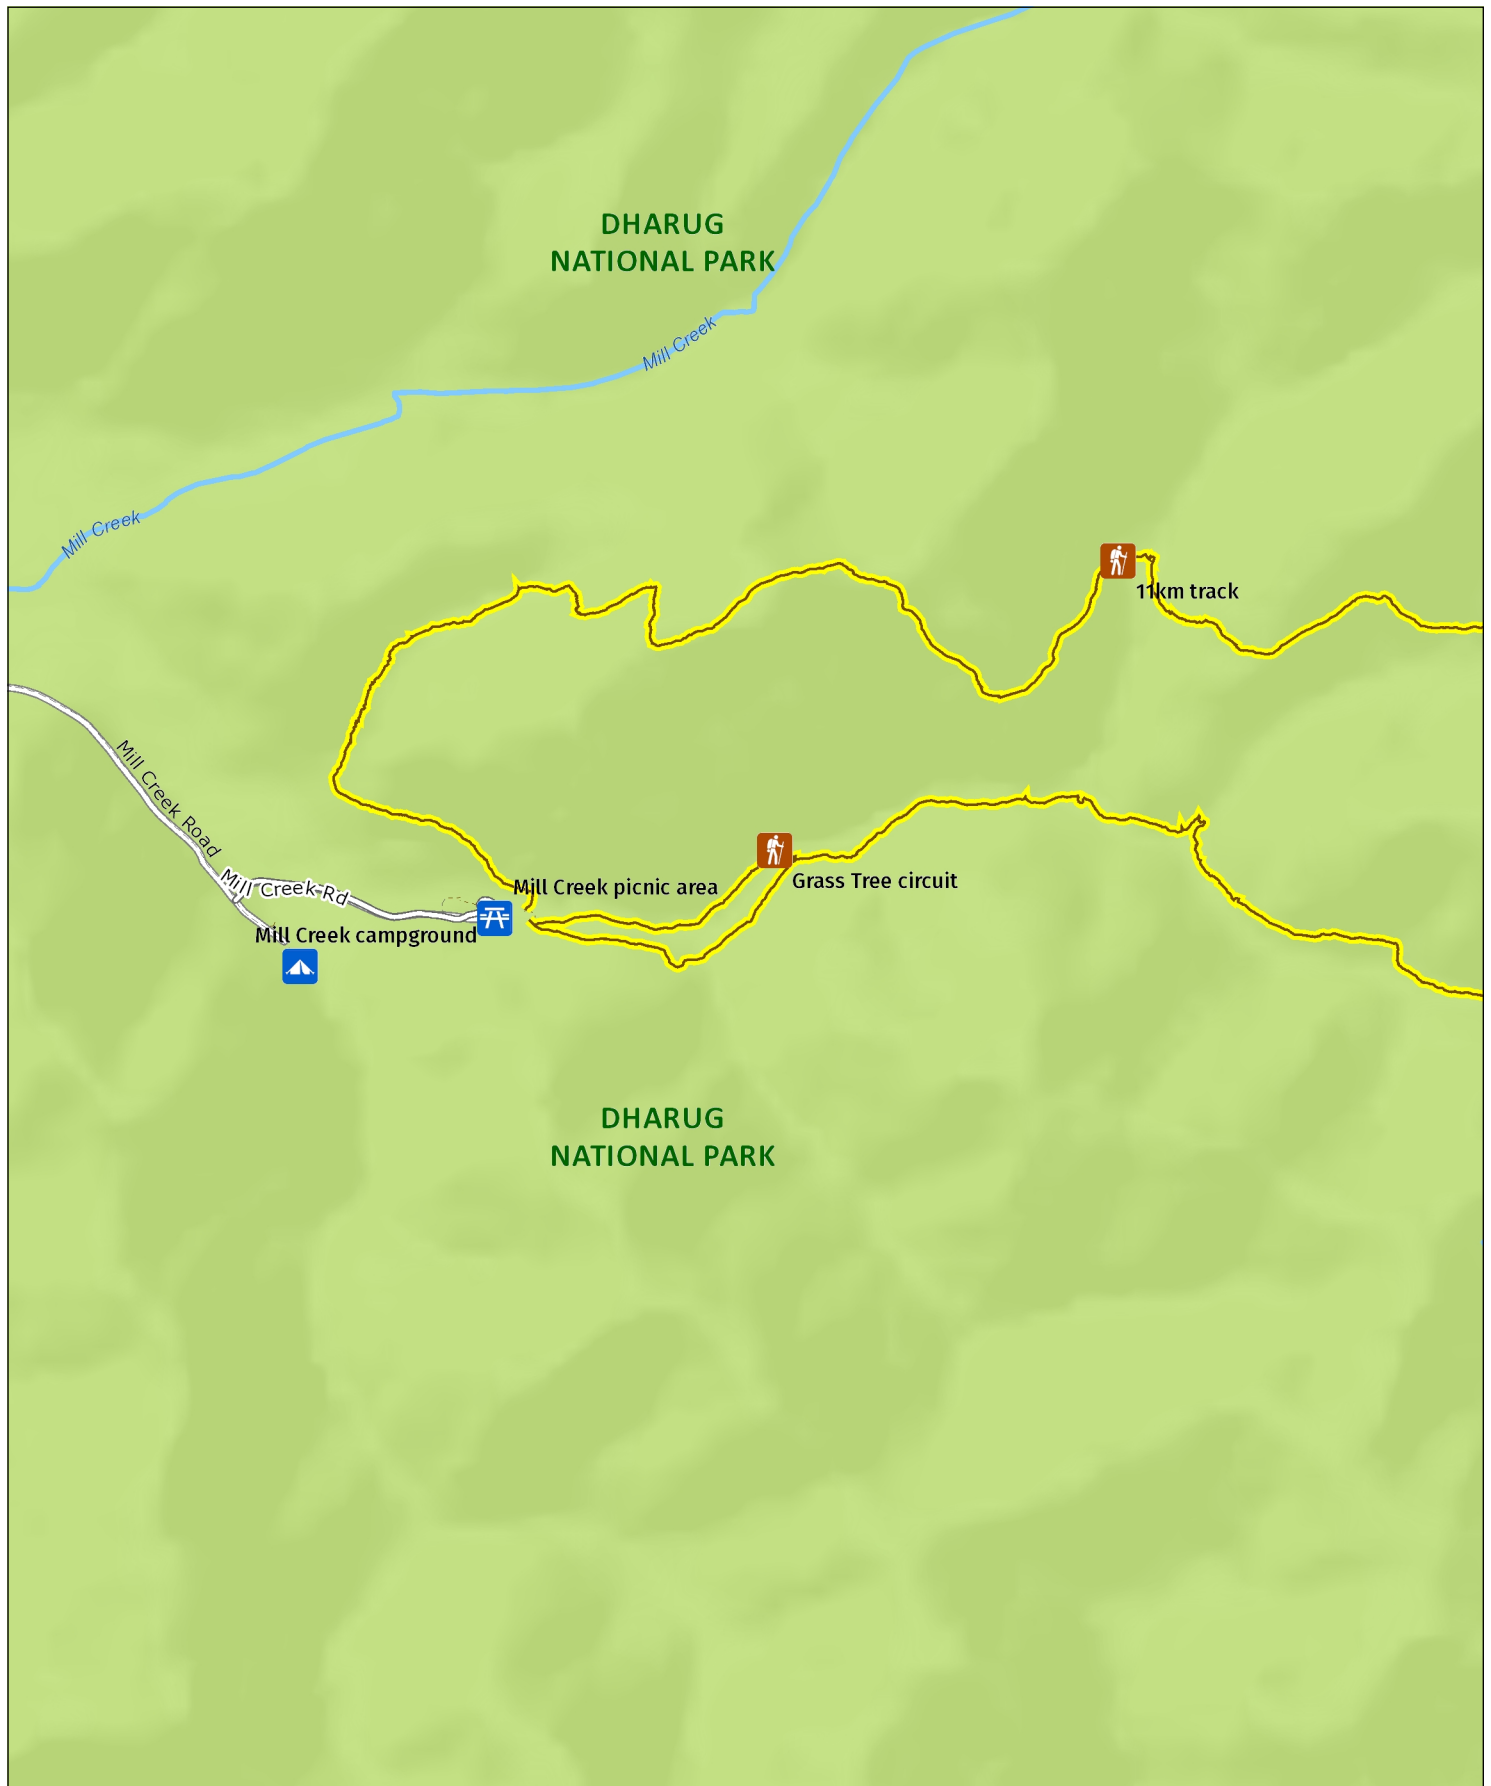 DHARUG
NATIONAL PARK
Mill Creek
Mill Creek
11km track
Mill Creek Road
Mill Creek Rd
Mill Creek picnic area
Grass Tree circuit
Mill Creek campground
DHARUG
NATIONAL PARK